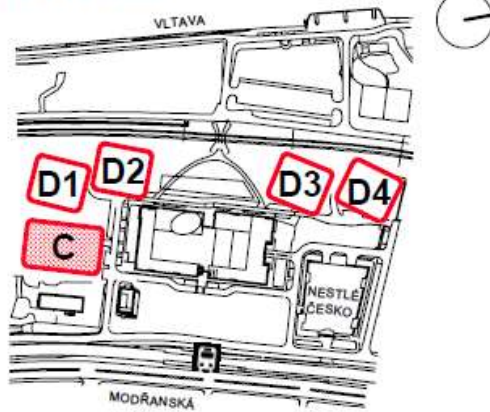 VLTAVA
D1
D2
D3
D4
C
NESTLÉ
ČESKO
MODŘANSKÁ